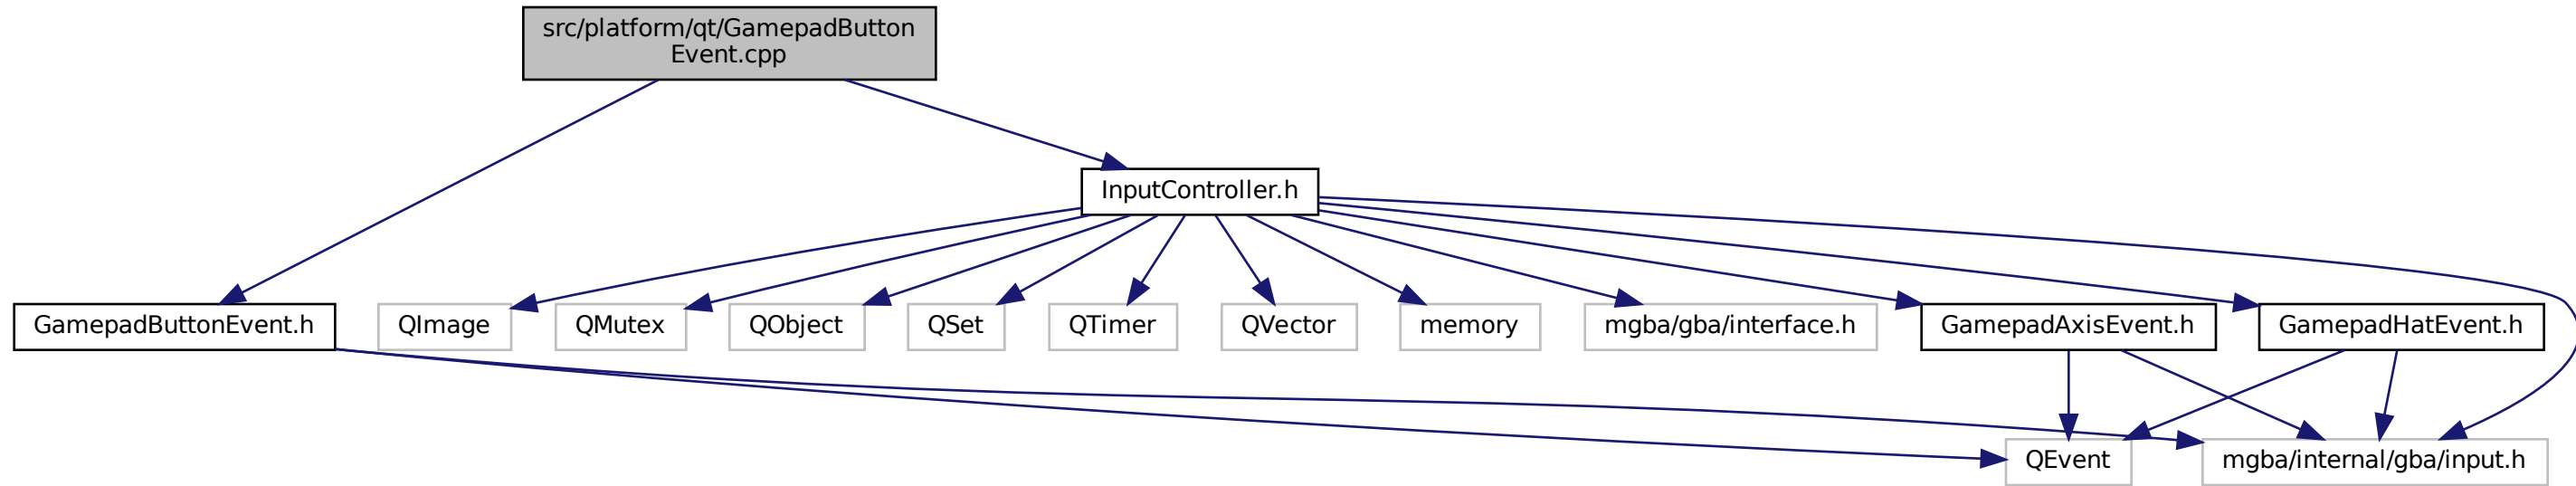 src/platform/qt/GamepadButton
Event.cpp
InputController.h
GamepadButtonEvent.h
QImage
QMutex
QObject
QSet
QTimer
QVector
memory
mgba/gba/interface.h
GamepadAxisEvent.h
GamepadHatEvent.h
QEvent
mgba/internal/gba/input.h